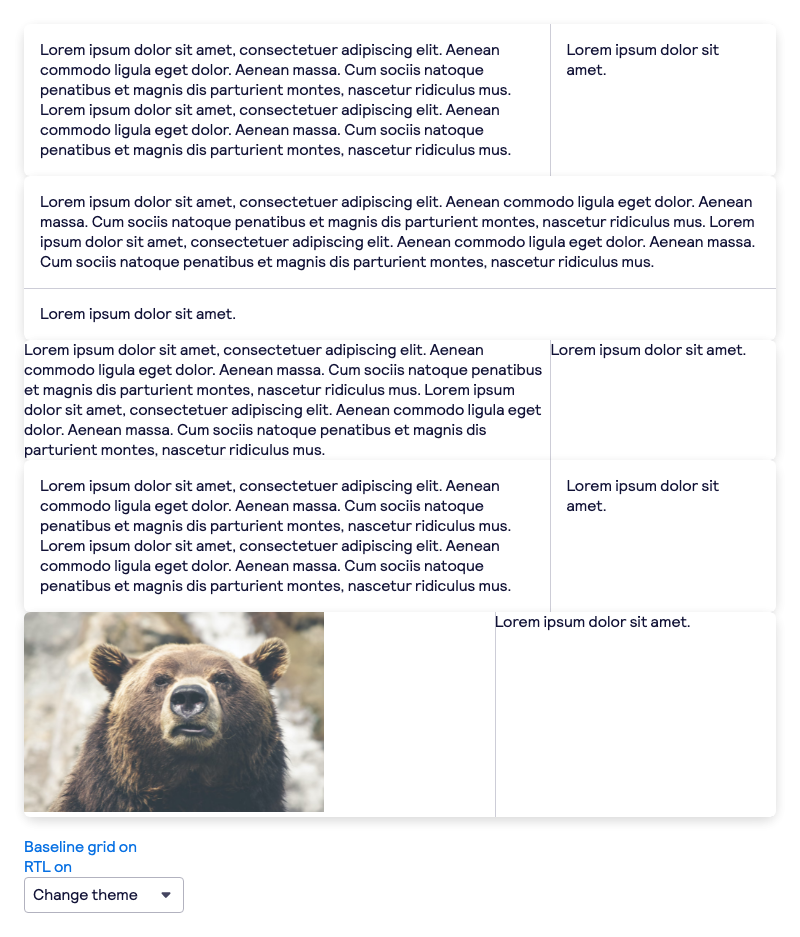 Lorem ipsum dolor sit amet, consectetuer adipiscing elit. Aenean
commodo ligula eget dolor. Aenean massa. Cum sociis natoque
penatibus et magnis dis parturient montes, nascetur ridiculus mus.
Lorem ipsum dolor sit amet, consectetuer adipiscing elit. Aenean
commodo ligula eget dolor. Aenean massa. Cum sociis natoque
penatibus et magnis dis parturient montes, nascetur ridiculus mus.
Lorem ipsum dolor sit
amet.
Lorem ipsum dolor sit amet, consectetuer adipiscing elit. Aenean commodo ligula eget dolor. Aenean
massa. Cum sociis natoque penatibus et magnis dis parturient montes, nascetur ridiculus mus. Lorem
ipsum dolor sit amet, consectetuer adipiscing elit. Aenean commodo ligula eget dolor. Aenean massa.
Cum sociis natoque penatibus et magnis dis parturient montes, nascetur ridiculus mus.
Lorem ipsum dolor sit amet.
Lorem ipsum dolor sit amet, consectetuer adipiscing elit. Aenean
commodo ligula eget dolor. Aenean massa. Cum sociis natoque penatibus
et magnis dis parturient montes, nascetur ridiculus mus. Lorem ipsum
dolor sit amet, consectetuer adipiscing elit. Aenean commodo ligula eget
dolor. Aenean massa. Cum sociis natoque penatibus et magnis dis
parturient montes, nascetur ridiculus mus.
Lorem ipsum dolor sit amet.
Lorem ipsum dolor sit amet, consectetuer adipiscing elit. Aenean
commodo ligula eget dolor. Aenean massa. Cum sociis natoque
penatibus et magnis dis parturient montes, nascetur ridiculus mus.
Lorem ipsum dolor sit amet, consectetuer adipiscing elit. Aenean
commodo ligula eget dolor. Aenean massa. Cum sociis natoque
penatibus et magnis dis parturient montes, nascetur ridiculus mus.
Lorem ipsum dolor sit
amet.
Lorem ipsum dolor sit amet.
Baseline grid on
RTL on
Change theme